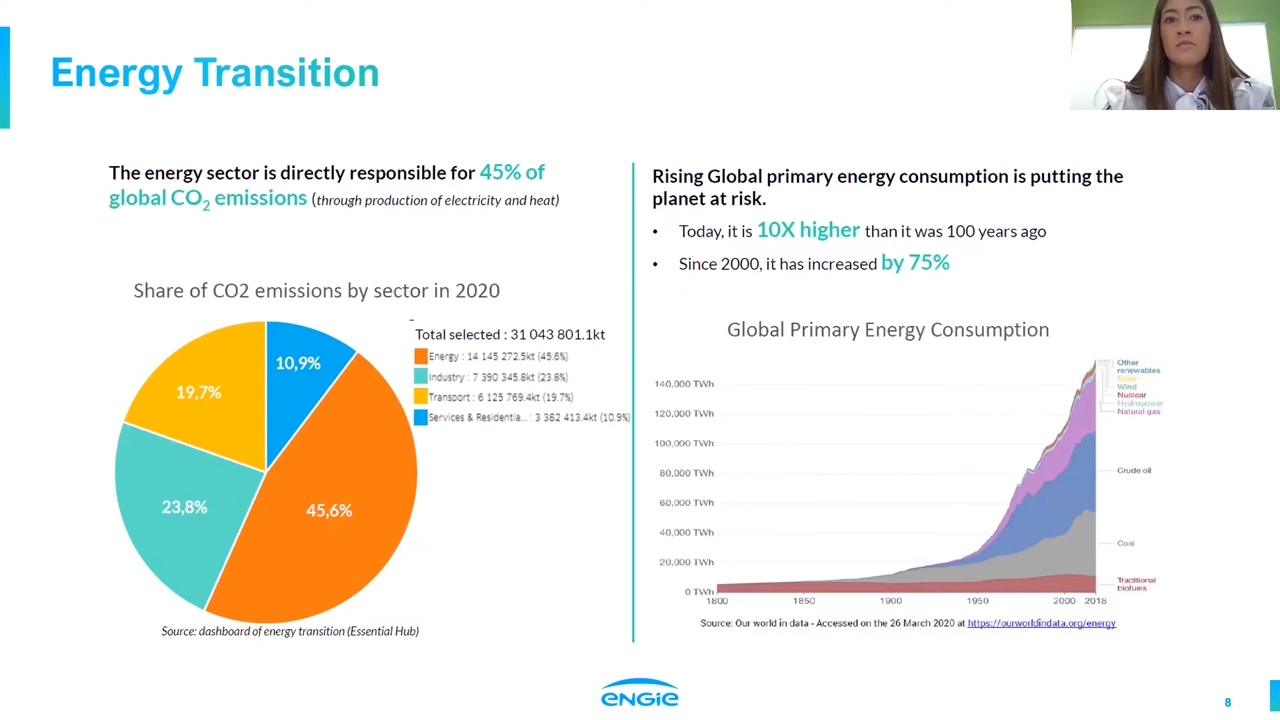 Energy Transition
The energy sector is directly responsible for 45% of
global CO2 emissions (through production of electricity and heat)
Share of CO2 emissions by sector in 2020
Total selected : 31 043 801.1kt
Energy : 14 145 272.5kt (45.6%)
Industry : 7 390 345.8kt (23.8%)
Transport : 6 125 769.4kt (19.7%)
Services & Residentia... : 3 382 413.4kt (10.9%)
10,9%
19,7%
23,8%
45,6%
Source: dashboard of energy transition (Essential Hub)
Rising Global primary energy consumption is putting the
planet at risk.
• Today, it is 10X higher than it was 100 years ago
• Since 2000, it has increased by 75%
Global Primary Energy Consumption
140,000 TWh
120,000 TWh
100,000 TWh
80,000 TWh
60,000 TWh
40,000 TWh
20,000 TWh
0 TWh
1800
1850
1900
1950
2000
2018
Other
renewables
Solar
Wind
Nuclear
Hydropower
Natural gas
Crude oil
Coal
Traditional
biofuels
Source: Our world in data - Accessed on the 26 March 2020 at https://ourworldindata.org/energy
ENGIE
8